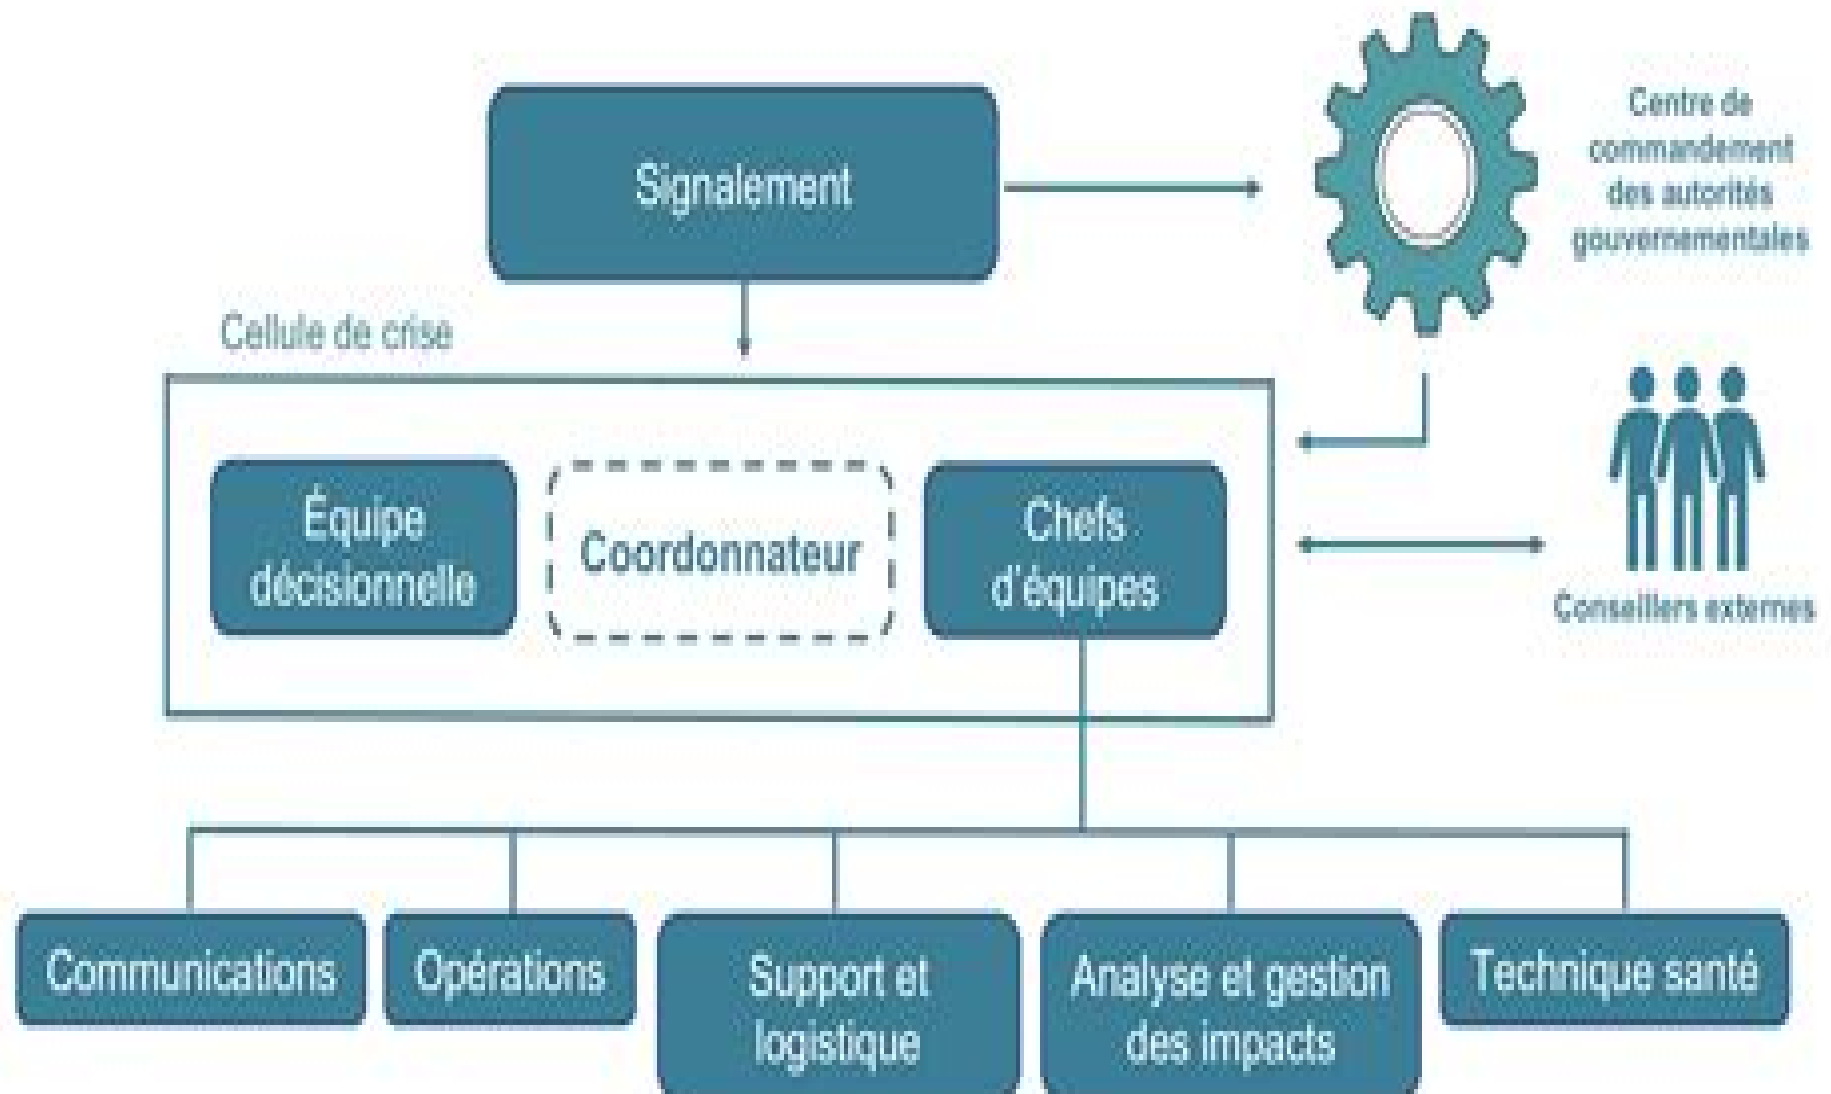 Signalement
Centre de
commandement
des autorités
gouvernementales
Cellule de crise
Équipe
décisionnelle
Coordonnateur
Chefs
d'équipes
Conseillers externes
Communications
Opérations
Support et
logistique
Analyse et gestion
des impacts
Technique santé